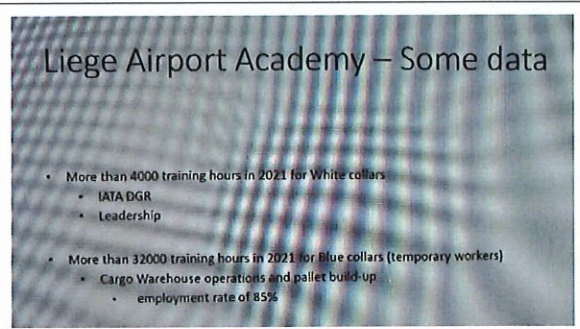 Liege Airport Academy – Some data
• More than 4000 training hours in 2021 for White collars
• IATA DGR
• Leadership
• More than 32000 training hours in 2021 for Blue collars (temporary workers)
• Cargo Warehouse operations and pallet build-up
• employment rate of 85%